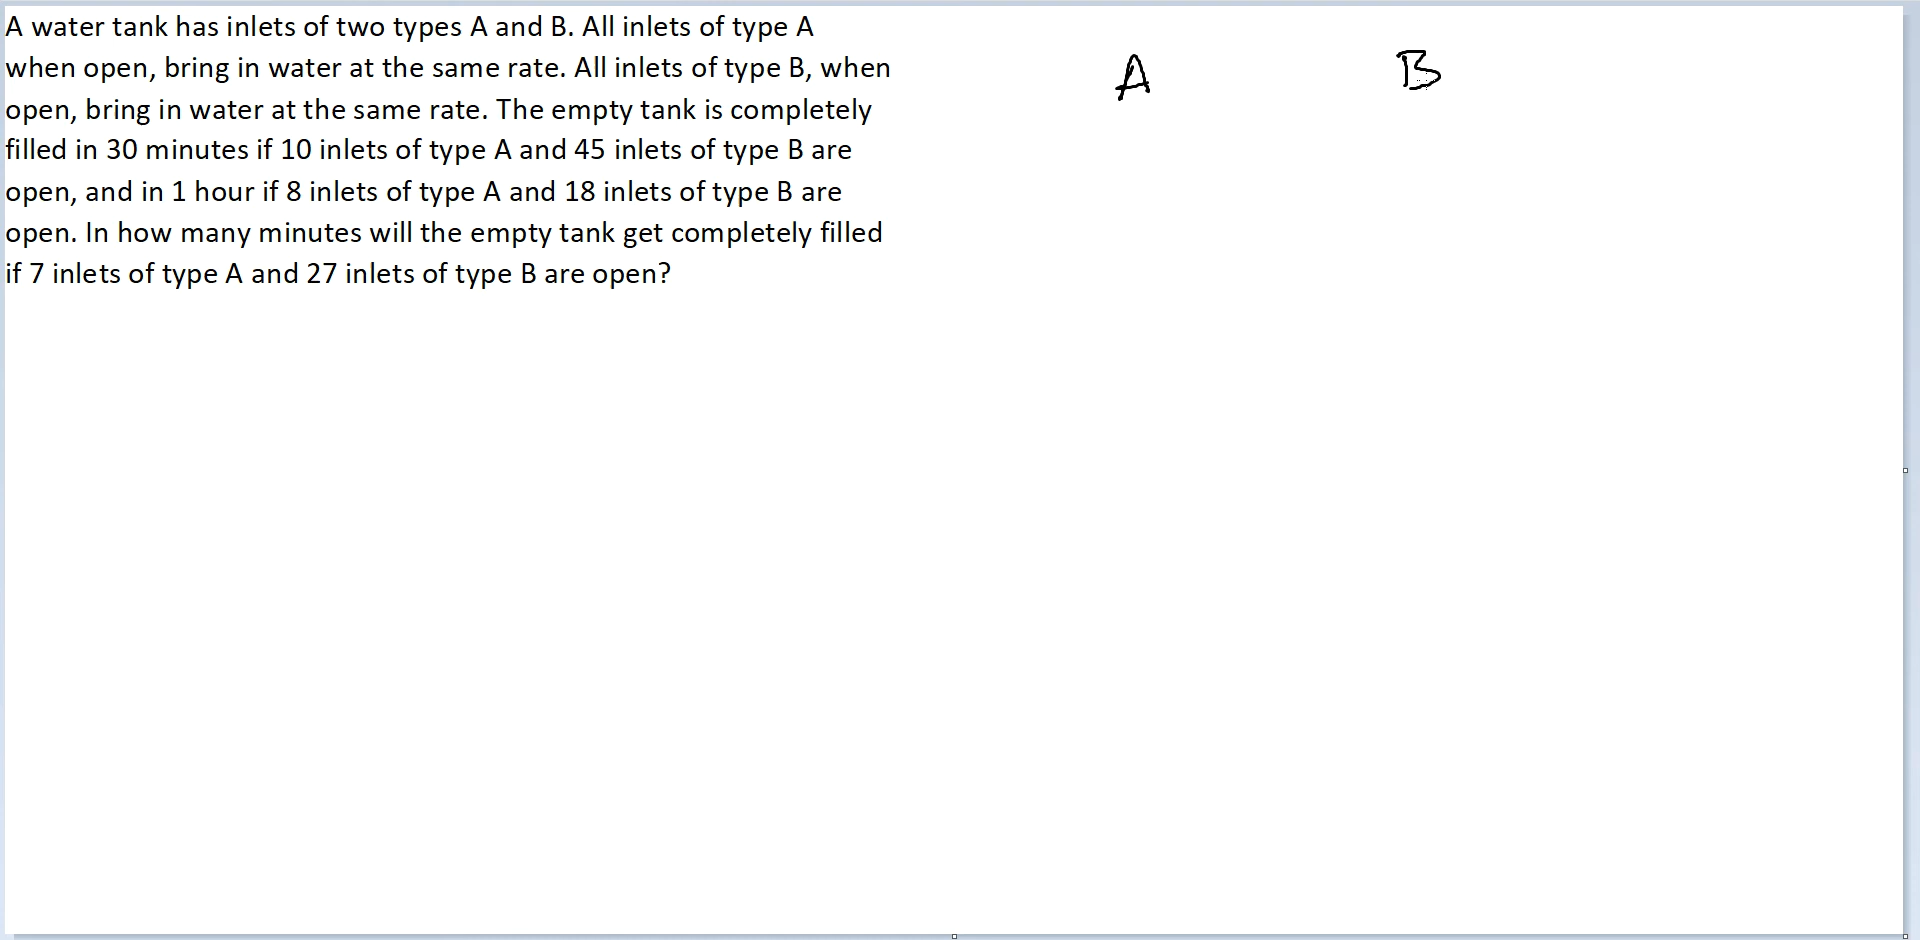 A water tank has inlets of two types A and B. All inlets of type A
when open, bring in water at the same rate. All inlets of type B, when
open, bring in water at the same rate. The empty tank is completely
filled in 30 minutes if 10 inlets of type A and 45 inlets of type B are
open, and in 1 hour if 8 inlets of type A and 18 inlets of type B are
open. In how many minutes will the empty tank get completely filled
if 7 inlets of type A and 27 inlets of type B are open?
A B